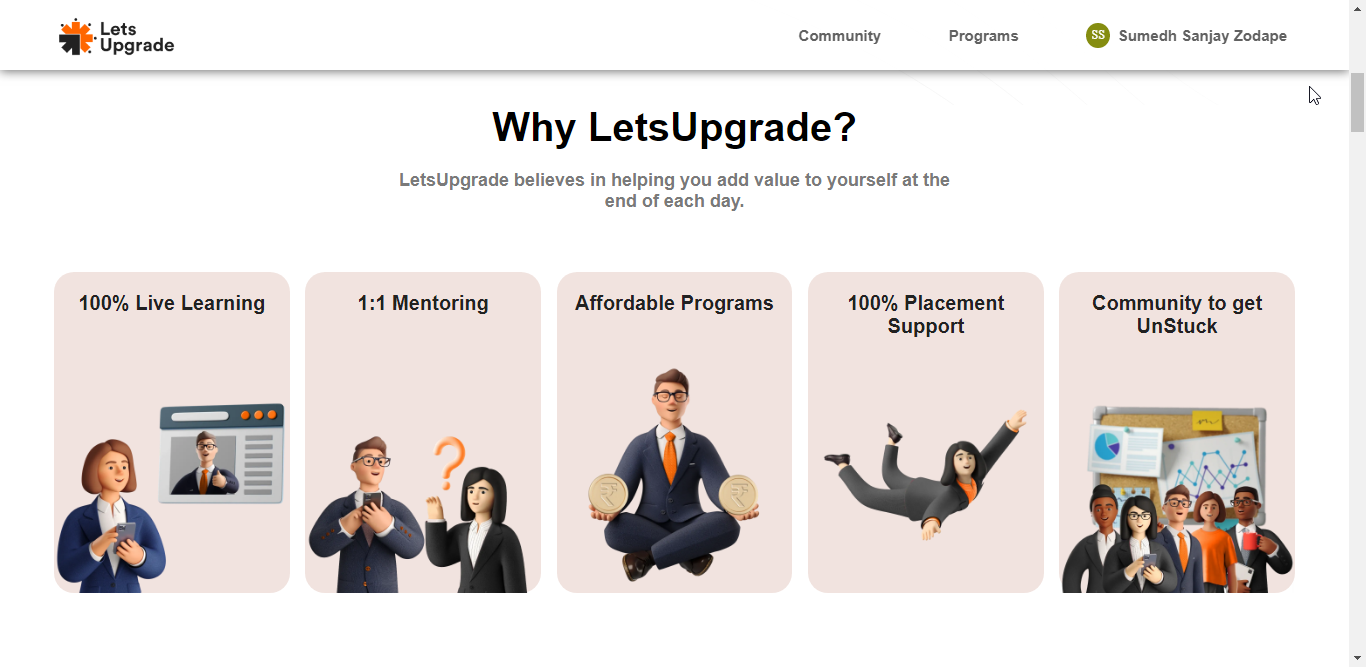 Lets
Upgrade
Community
Programs
SS
Sumedh Sanjay Zodape
Why LetsUpgrade?
LetsUpgrade believes in helping you add value to yourself at the
end of each day.
100% Live Learning
1:1 Mentoring
?
Affordable Programs
₹ ₹
100% Placement
Support
Community to get
UnStuck